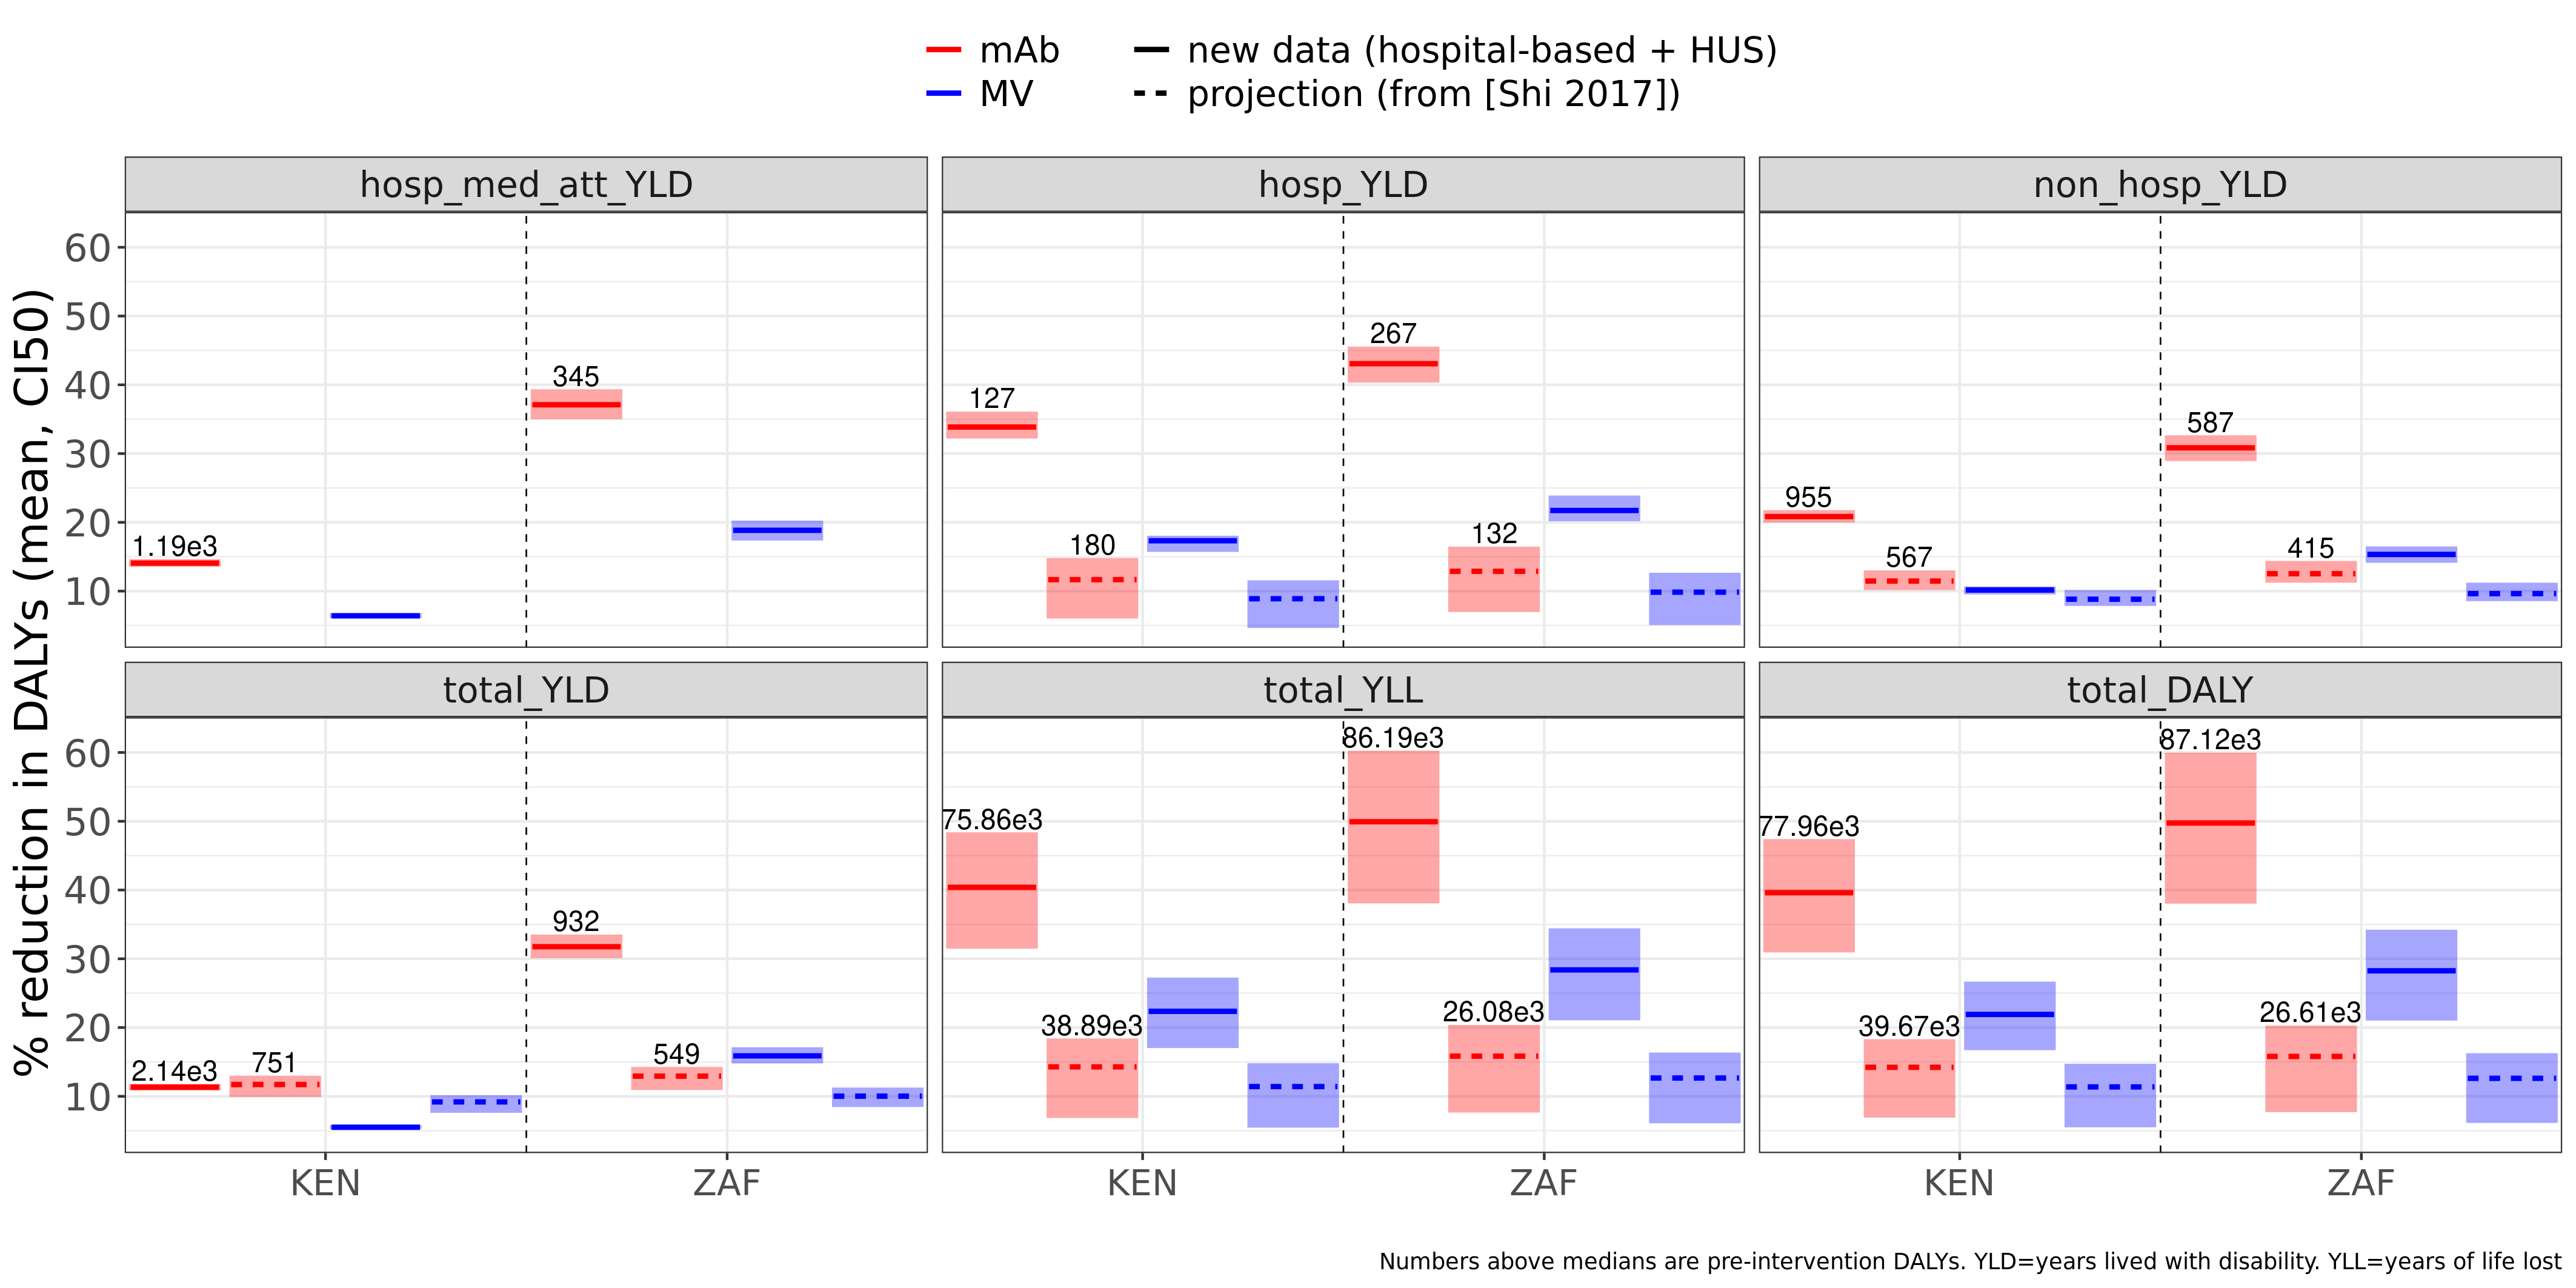 mAb
new data (hospital-based + HUS)
MV
projection (from [Shi 2017])
% reduction in DALYs (mean, CI50)
hosp_med_att_YLD
hosp_YLD
non_hosp_YLD
60
50
40
30
20
10
1.19e3
345
127
180
267
132
955
567
587
415
total_YLD
total_YLL
total_DALY
60
50
40
30
20
10
2.14e3
751
932
549
75.86e3
38.89e3
86.19e3
26.08e3
77.96e3
39.67e3
87.12e3
26.61e3
KEN
ZAF
KEN
ZAF
KEN
ZAF
Numbers above medians are pre-intervention DALYs. YLD=years lived with disability. YLL=years of life lost